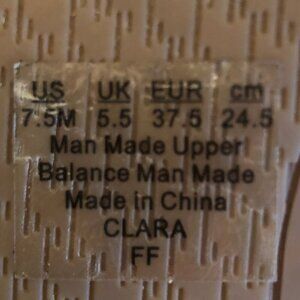 US UK EUR cm
7.5M 5.5 37.5 24.5
Man Made Upper
Balance Man Made
Made in China
CLARA
FF